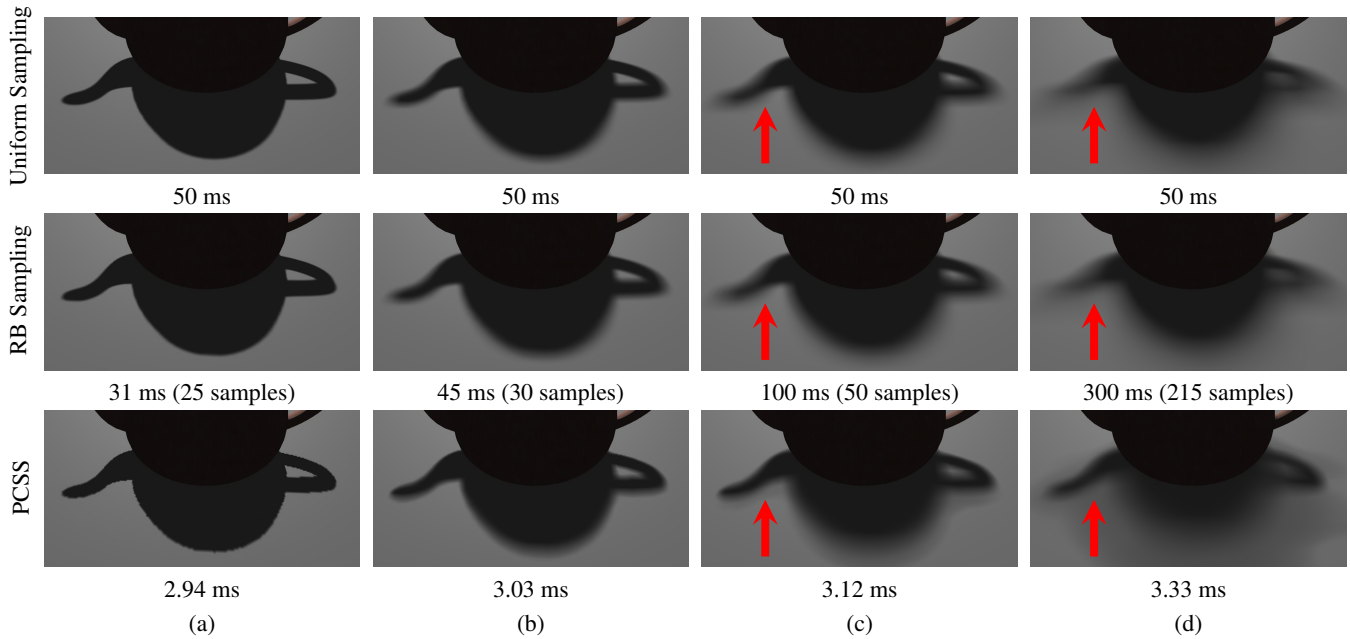 Uniform Sampling
50 ms
50 ms
50 ms
50 ms
RB Sampling
31 ms (25 samples)
45 ms (30 samples)
100 ms (50 samples)
300 ms (215 samples)
PCSS
2.94 ms
3.03 ms
3.12 ms
3.33 ms
(a)
(b)
(c)
(d)